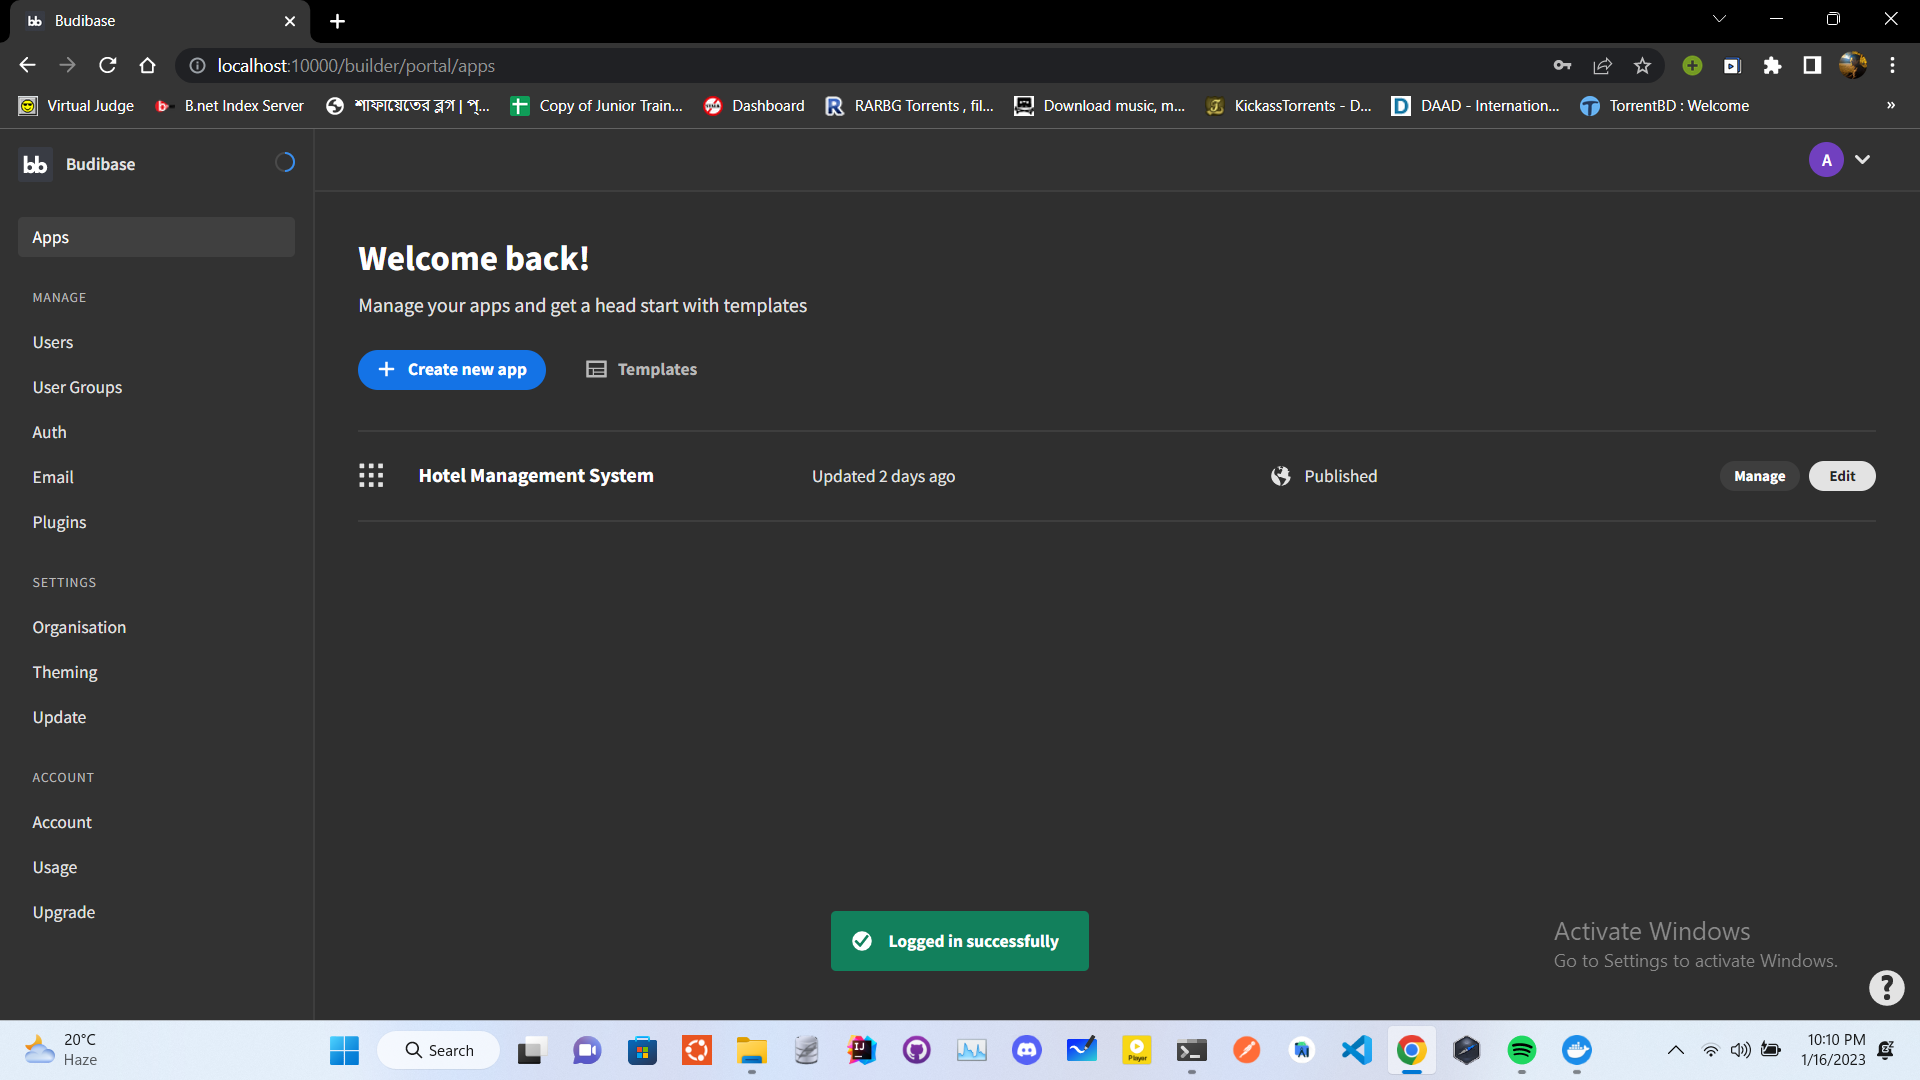 Budibase
localhost:10000/builder/portal/apps
Virtual Judge
B.net Index Server
শাফায়েতের ব্লগ | প্...
Copy of Junior Train...
Dashboard
RARBG Torrents , fil...
Download music, m...
KickassTorrents - D...
DAAD - Internation...
TorrentBD : Welcome
»
bb
Budibase
A
Apps
MANAGE
Users
User Groups
Auth
Email
Plugins
SETTINGS
Organisation
Theming
Update
ACCOUNT
Account
Usage
Upgrade
Welcome back!
Manage your apps and get a head start with templates
Create new app
Templates
Hotel Management System
Updated 2 days ago
Published
Manage
Edit
Logged in successfully
Activate Windows
Go to Settings to activate Windows.
?
20°C
Haze
Search
Player
10:10 PM
1/16/2023